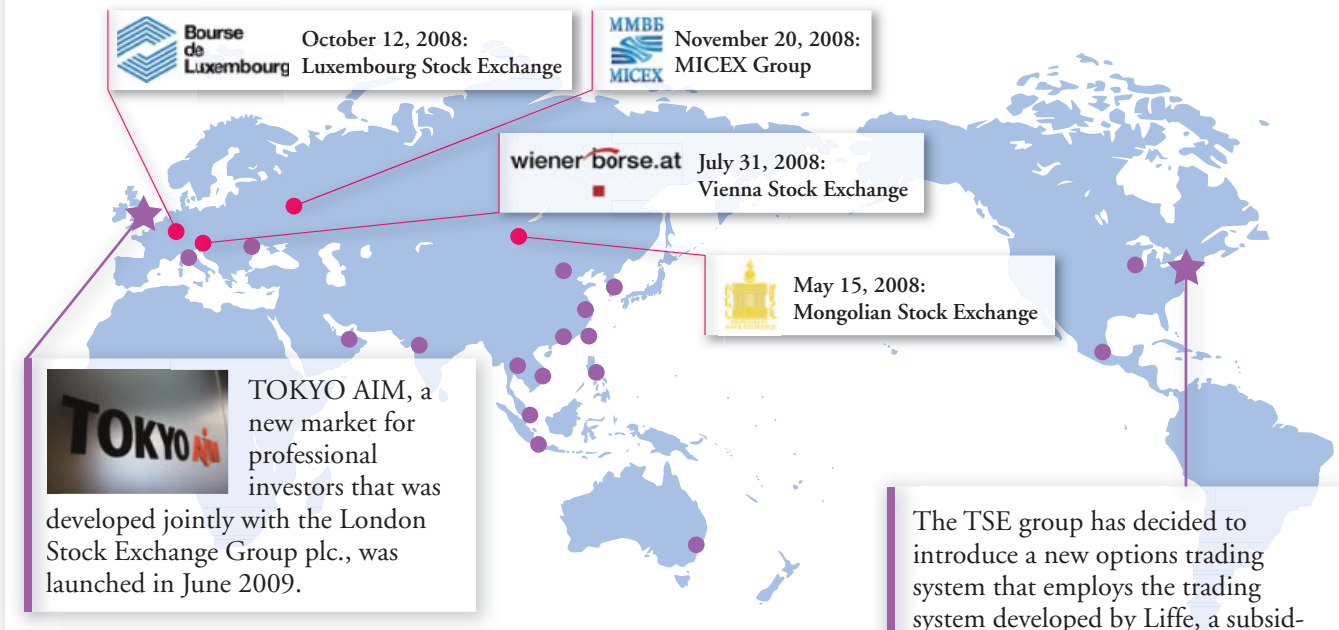 Bourse
de
Luxembourg
October 12, 2008:
Luxembourg Stock Exchange
ММВБ
MICEX
November 20, 2008:
MICEX Group
wiener börse.at
July 31, 2008:
Vienna Stock Exchange
May 15, 2008:
Mongolian Stock Exchange
TOKYO AIM
TOKYO AIM, a
new market for
professional
investors that was
developed jointly with the London
Stock Exchange Group plc., was
launched in June 2009.
The TSE group has decided to
introduce a new options trading
system that employs the trading
system developed by Liffe, a subsid-